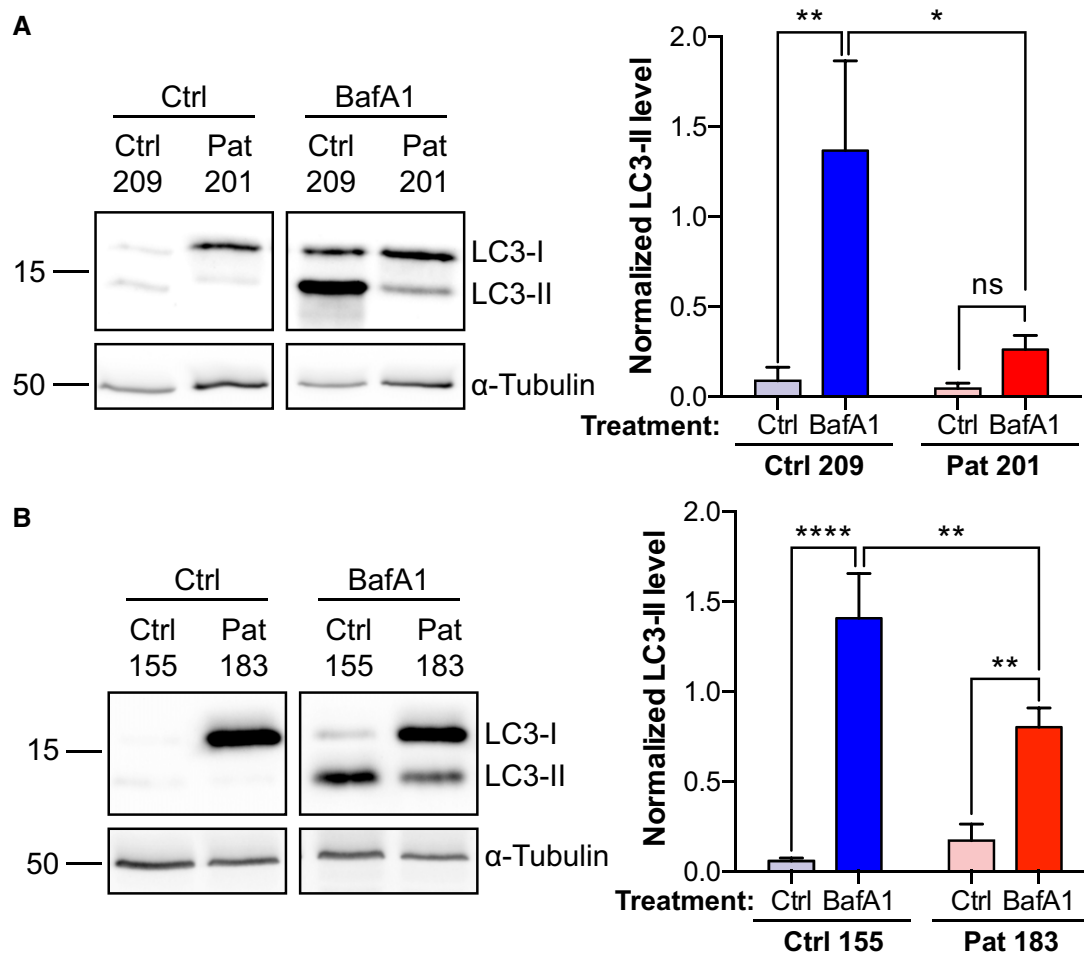 A
Ctrl BafA1
Ctrl Pat Ctrl Pat
209 201 209 201
15
LC3-I
LC3-II
50
α-Tubulin
** *
ns
Normalized LC3-II level
2.0
1.5
1.0
0.5
0.0
Treatment: Ctrl BafA1 Ctrl BafA1
Ctrl 209 Pat 201
B
Ctrl BafA1
Ctrl Pat Ctrl Pat
155 183 155 183
15
LC3-I
LC3-II
50
α-Tubulin
**** **
**
Normalized LC3-II level
2.0
1.5
1.0
0.5
0.0
Treatment: Ctrl BafA1 Ctrl BafA1
Ctrl 155 Pat 183